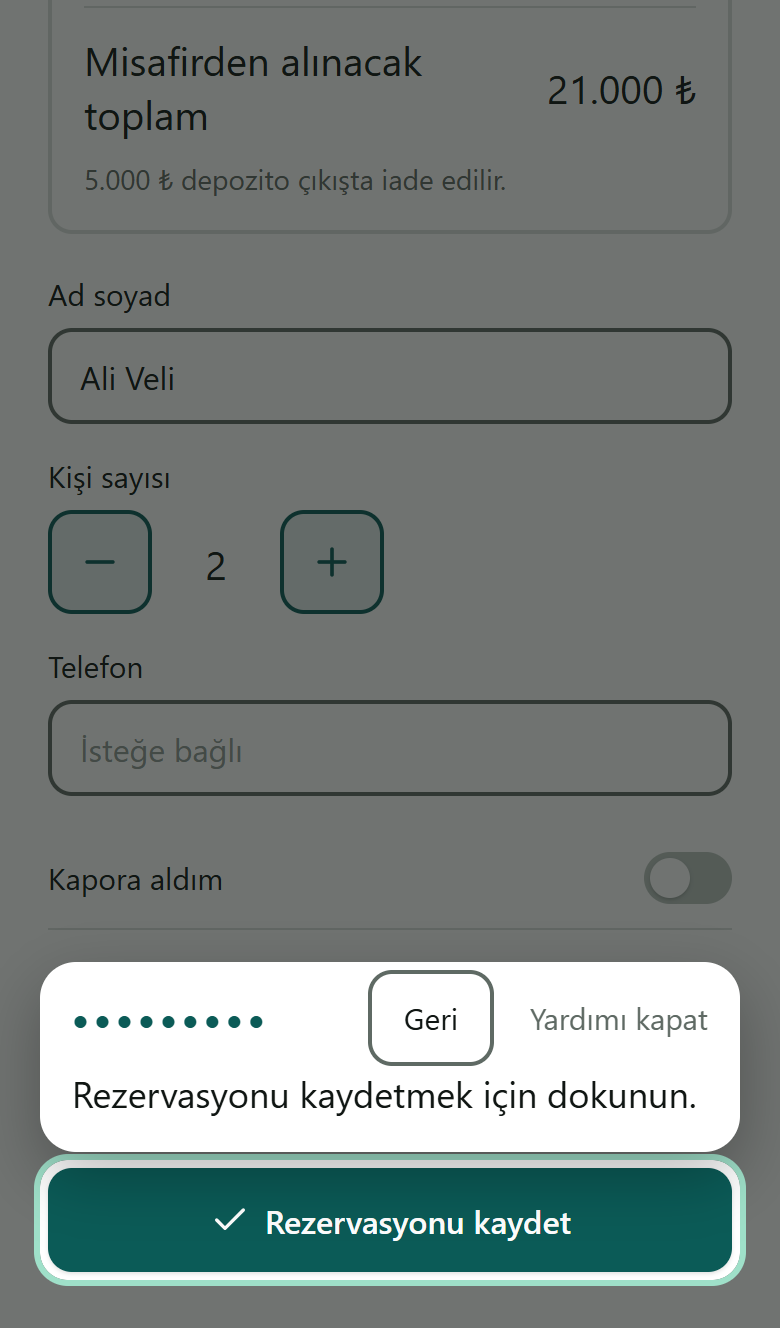 Misafirden alınacak
toplam
21.000 ₺
5.000 ₺ depozito çıkışta iade edilir.
Ad soyad
Ali Veli
Kişi sayısı
− 2 +
Telefon
İsteğe bağlı
Kapora aldım
Geri Yardımı kapat
Rezervasyonu kaydetmek için dokunun.
Rezervasyonu kaydet